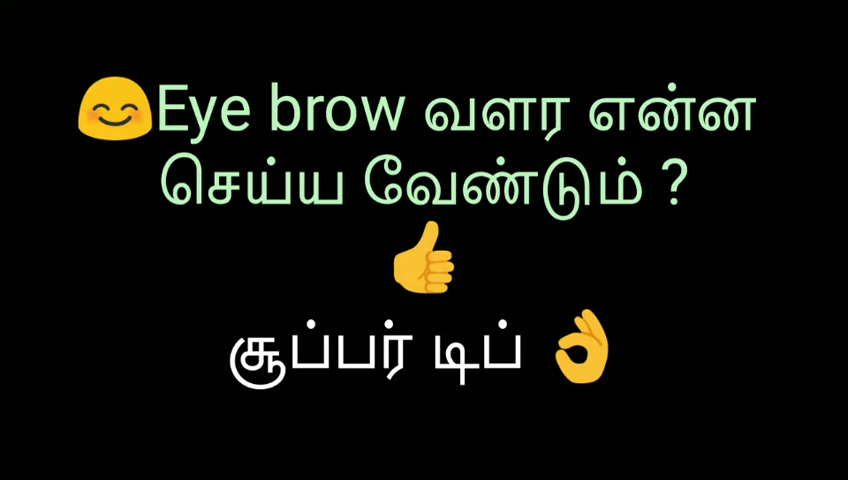 😊Eye brow வளர என்ன
செய்ய வேண்டும் ?
👍
சூப்பர் டிப் 👌